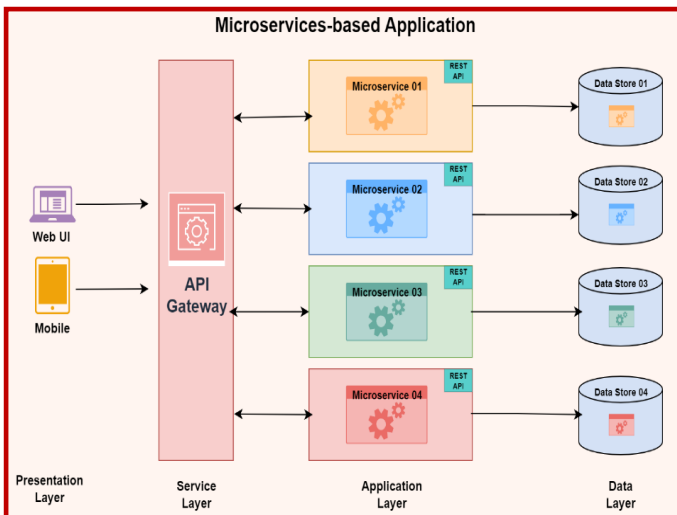 Microservices-based Application
REST
API
Microservice 01
Data Store 01
REST
API
Microservice 02
Data Store 02
Web UI
API
Gateway
REST
API
Microservice 03
Data Store 03
Mobile
REST
API
Microservice 04
Data Store 04
Presentation
Layer
Service
Layer
Application
Layer
Data
Layer